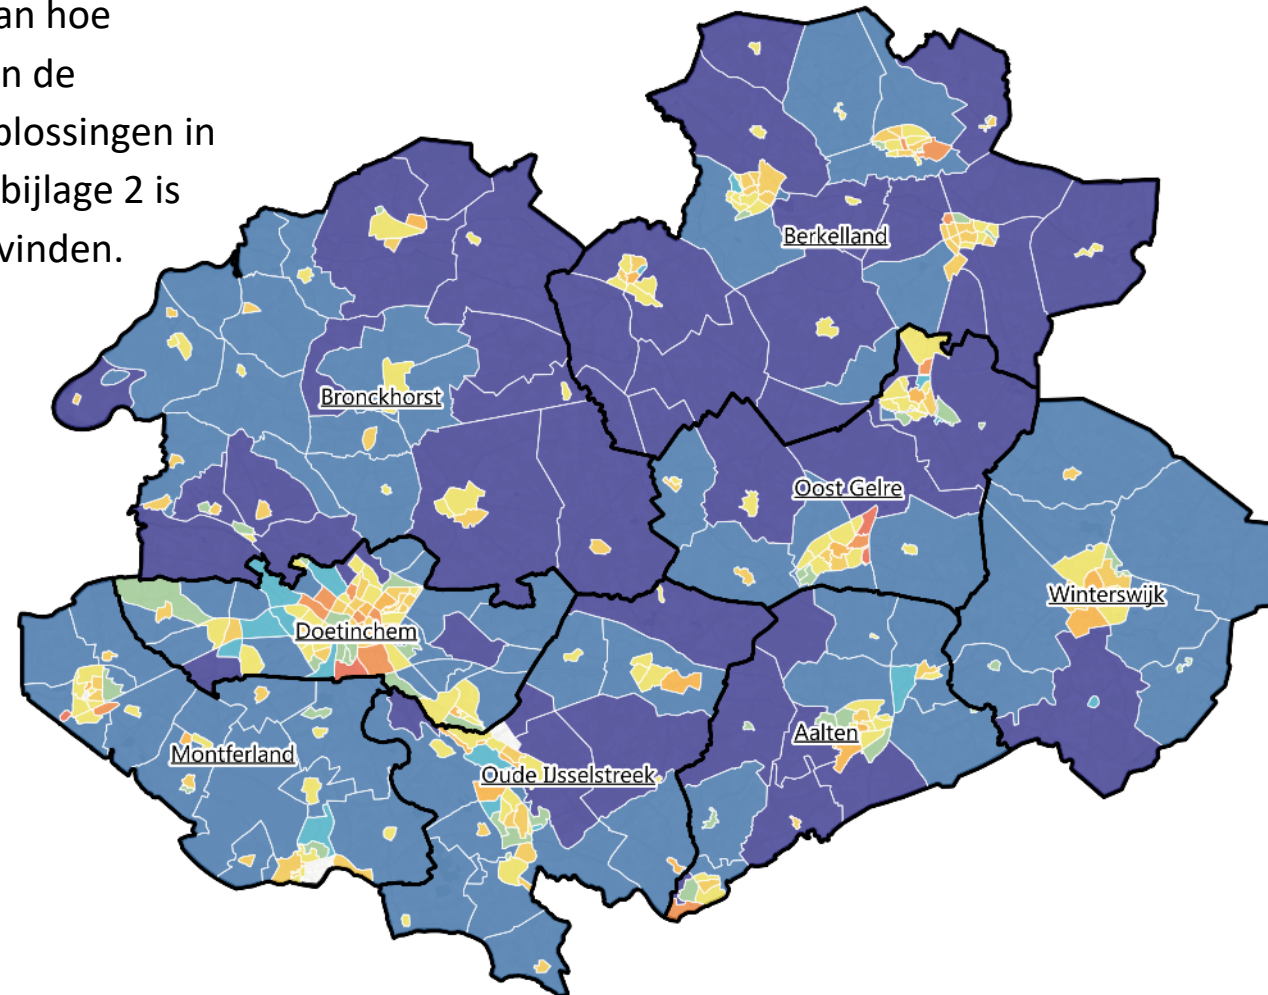 an hoe
n de
plossingen in
bijlage 2 is
vinden.
Berkelland
Bronckhorst
Oost Gelre
Winterswijk
Doetinchem
Aalten
Montferland
Oude IJsselstreek